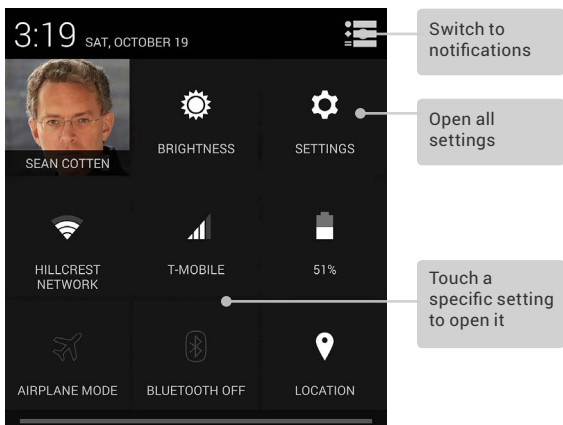 3:19 SAT, OCTOBER 19
Switch to
notifications
SEAN COTTEN
BRIGHTNESS
SETTINGS
Open all
settings
HILLCREST
NETWORK
T-MOBILE
51%
Touch a
specific setting
to open it
AIRPLANE MODE
BLUETOOTH OFF
LOCATION